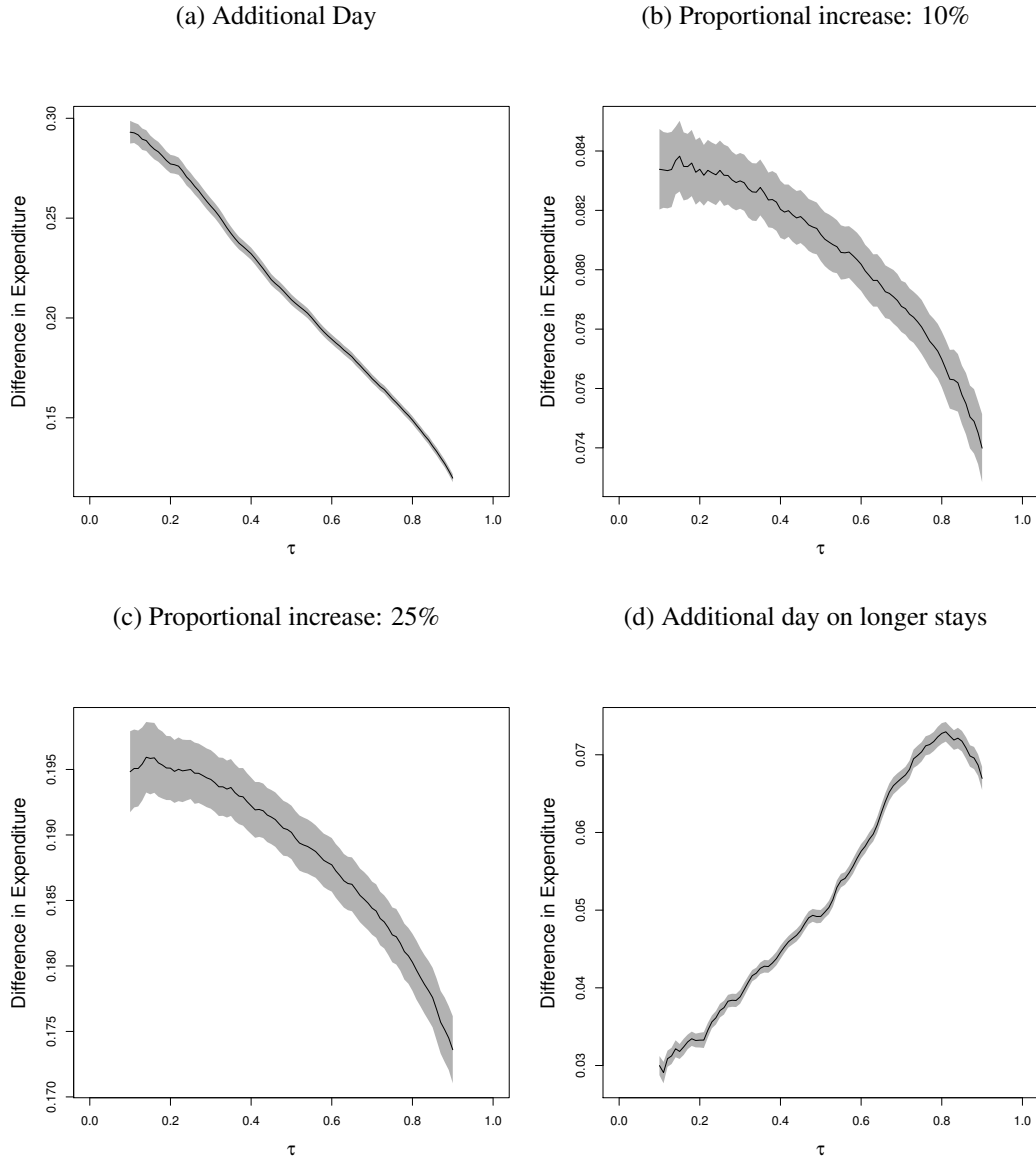 (a) Additional Day
0.30
0.25
0.20
0.15
Difference in Expenditure
0.0 0.2 0.4 0.6 0.8 1.0
τ
(b) Proportional increase: 10%
0.084
0.082
0.080
0.078
0.076
0.074
Difference in Expenditure
0.0 0.2 0.4 0.6 0.8 1.0
τ
(c) Proportional increase: 25%
0.195
0.190
0.185
0.180
0.175
0.170
Difference in Expenditure
0.0 0.2 0.4 0.6 0.8 1.0
τ
(d) Additional day on longer stays
0.07
0.06
0.05
0.04
0.03
Difference in Expenditure
0.0 0.2 0.4 0.6 0.8 1.0
τ